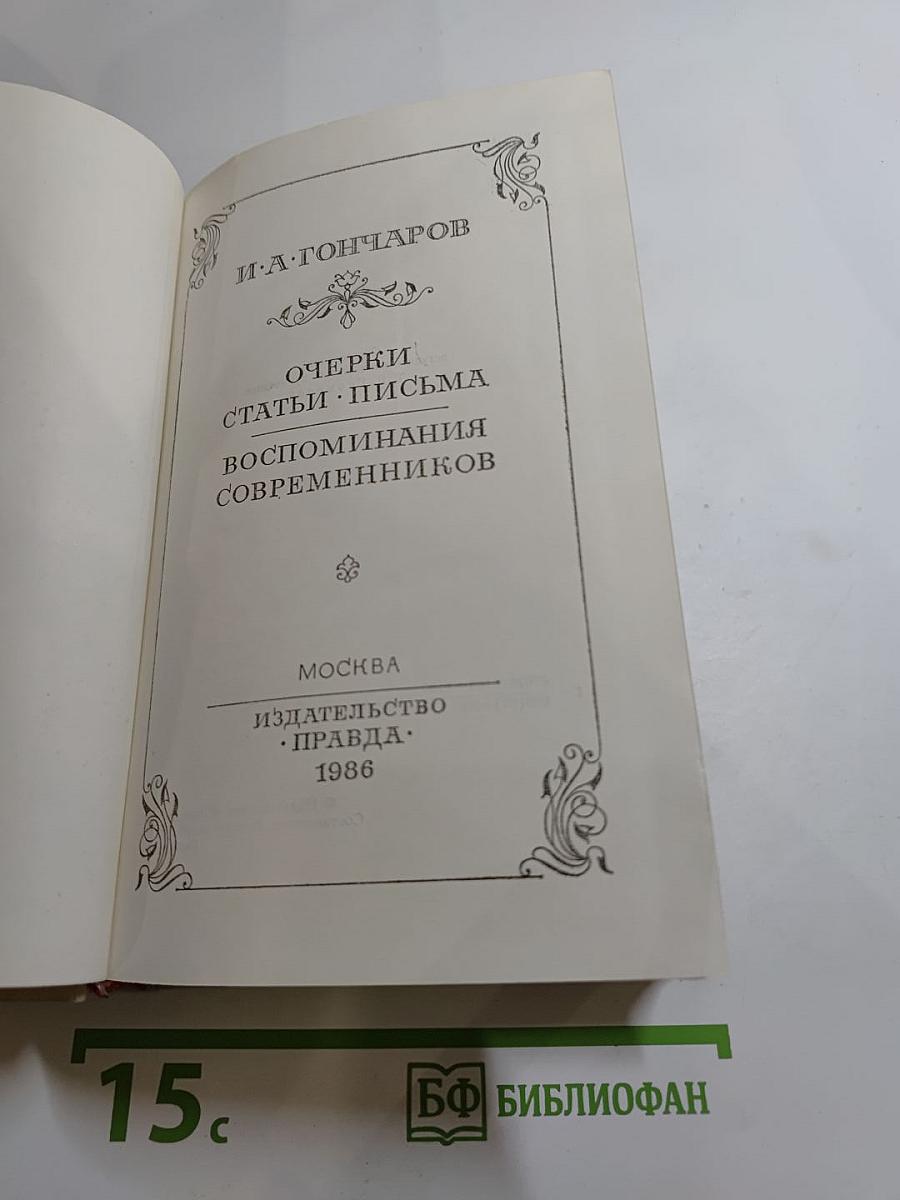 И·А·ГОНЧАРОВ
ОЧЕРКИ
СТАТЬИ·ПИСЬМА
ВОСПОМИНАНИЯ
СОВРЕМЕННИКОВ
МОСКВА
ИЗДАТЕЛЬСТВО
·ПРАВДА·
1986
15с
БФ БИБЛИОФАН